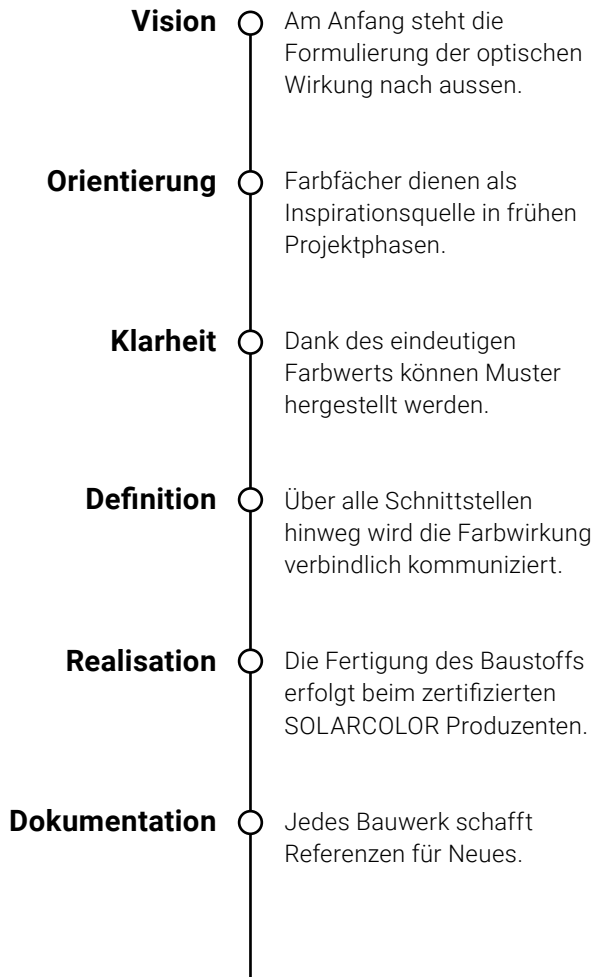 Vision
Am Anfang steht die
Formulierung der optischen
Wirkung nach aussen.
Orientierung
Farbfächer dienen als
Inspirationsquelle in frühen
Projektphasen.
Klarheit
Dank des eindeutigen
Farbwerts können Muster
hergestellt werden.
Definition
Über alle Schnittstellen
hinweg wird die Farbwirkung
verbindlich kommuniziert.
Realisation
Die Fertigung des Baustoffs
erfolgt beim zertifizierten
SOLARCOLOR Produzenten.
Dokumentation
Jedes Bauwerk schafft
Referenzen für Neues.